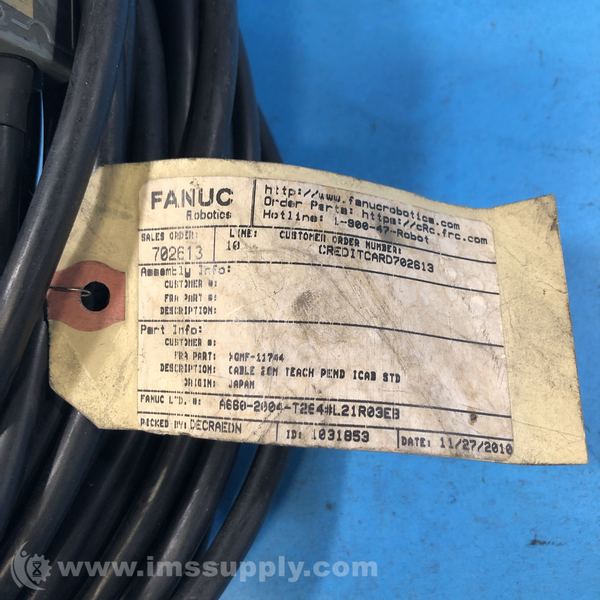 FANUC
Robotics
http://www.fanucrobotics.com
Order Parts: https://cRc.frc.com
Hotline: 1-800-47-Robot
SALES ORDER: LINE: CUSTOMER ORDER NUMBER:
702613 10 CREDITCARD702613
Assembly Info:
CUSTOMER #:
FRA PART #:
DESCRIPTION:
Part Info:
CUSTOMER #:
FRA PART: XGMF-11744
DESCRIPTION: CABLE 20M TEACH PEND ICAB STD
ORIGIN: JAPAN
FANUC LTD. #: A660-2004-T264#L21R03EB
PICKED BY: DECRAEDN ID: 1031853 DATE: 11/27/2010
www.imssupply.com